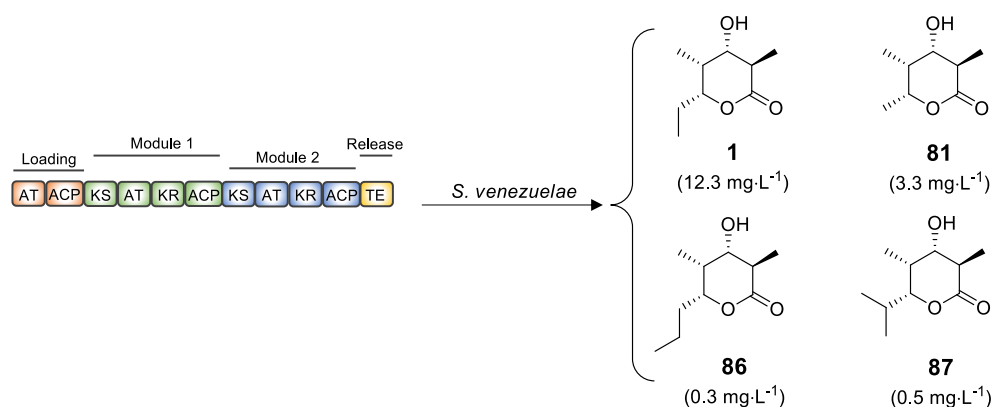 Loading
Module 1
Module 2
Release
AT ACP KS AT KR ACP KS AT KR ACP TE
S. venezuelae
OH
O
O
1
(12.3 mg·L⁻¹)
OH
O
O
81
(3.3 mg·L⁻¹)
OH
O
O
86
(0.3 mg·L⁻¹)
OH
O
O
87
(0.5 mg·L⁻¹)